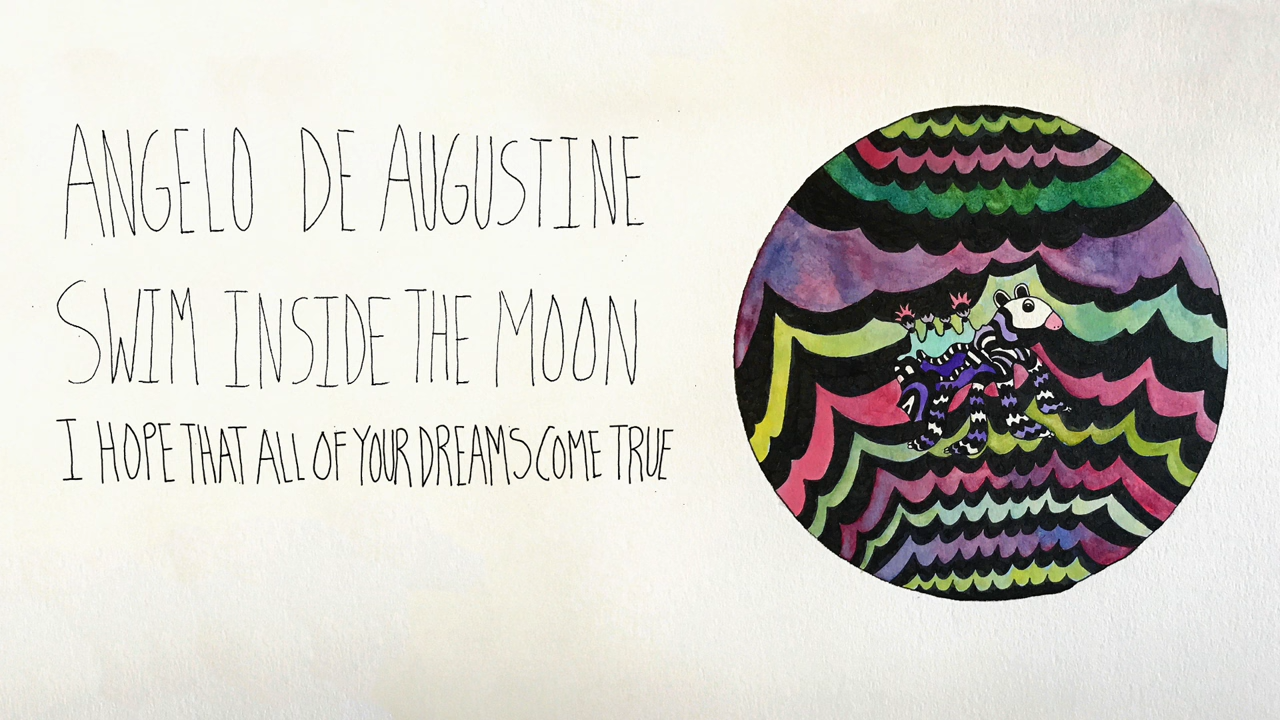 ANGELO DE AUGUSTINE
SWIM INSIDE THE MOON
I HOPE THAT ALL OF YOUR DREAMS COME TRUE